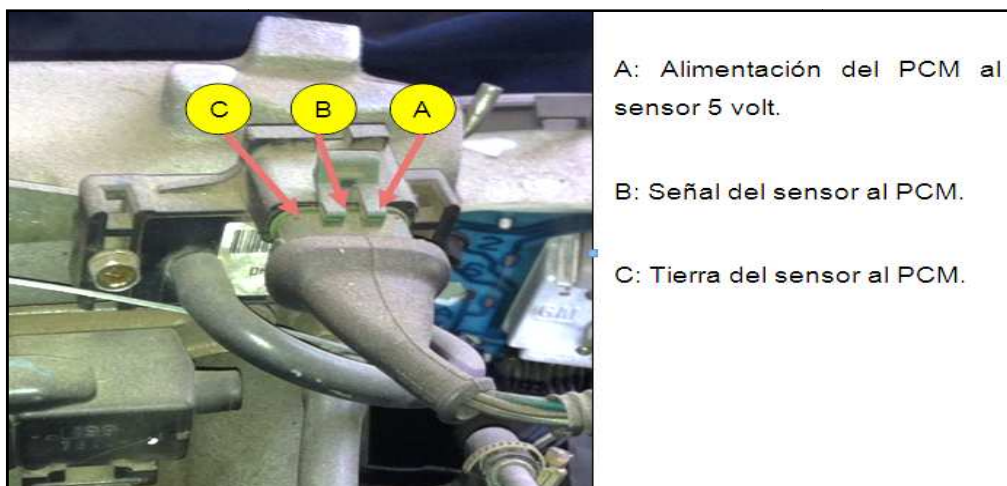 C
B
A
A: Alimentación del PCM al
sensor 5 volt.
B: Señal del sensor al PCM.
C: Tierra del sensor al PCM.